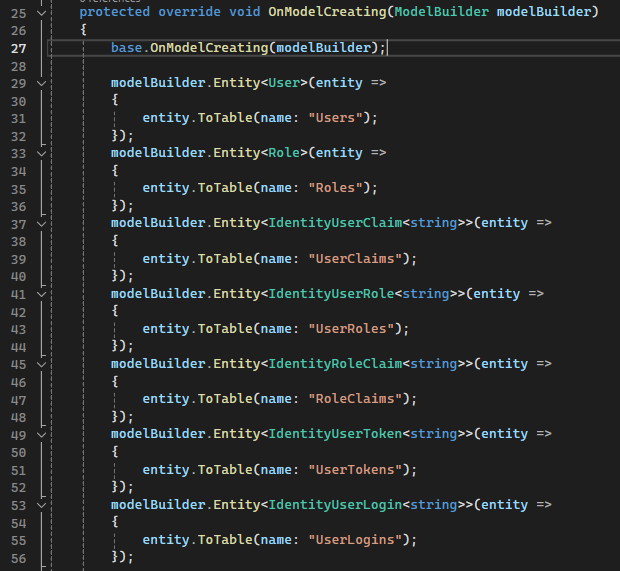 25 protected override void OnModelCreating(ModelBuilder modelBuilder)
26 {
27 base.OnModelCreating(modelBuilder);
28
29 modelBuilder.Entity<User>(entity =>
30 {
31 entity.ToTable(name: "Users");
32 });
33 modelBuilder.Entity<Role>(entity =>
34 {
35 entity.ToTable(name: "Roles");
36 });
37 modelBuilder.Entity<IdentityUserClaim<string>>(entity =>
38 {
39 entity.ToTable(name: "UserClaims");
40 });
41 modelBuilder.Entity<IdentityUserRole<string>>(entity =>
42 {
43 entity.ToTable(name: "UserRoles");
44 });
45 modelBuilder.Entity<IdentityRoleClaim<string>>(entity =>
46 {
47 entity.ToTable(name: "RoleClaims");
48 });
49 modelBuilder.Entity<IdentityUserToken<string>>(entity =>
50 {
51 entity.ToTable(name: "UserTokens");
52 });
53 modelBuilder.Entity<IdentityUserLogin<string>>(entity =>
54 {
55 entity.ToTable(name: "UserLogins");
56 });